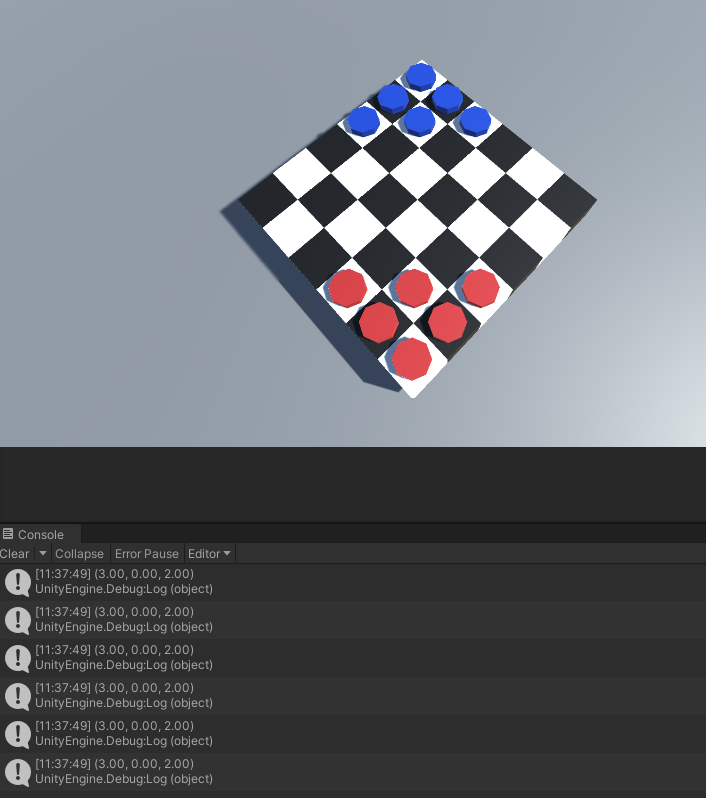 Console
Clear Collapse Error Pause Editor
[11:37:49] (3.00, 0.00, 2.00)
UnityEngine.Debug:Log (object)
[11:37:49] (3.00, 0.00, 2.00)
UnityEngine.Debug:Log (object)
[11:37:49] (3.00, 0.00, 2.00)
UnityEngine.Debug:Log (object)
[11:37:49] (3.00, 0.00, 2.00)
UnityEngine.Debug:Log (object)
[11:37:49] (3.00, 0.00, 2.00)
UnityEngine.Debug:Log (object)
[11:37:49] (3.00, 0.00, 2.00)
UnityEngine.Debug:Log (object)